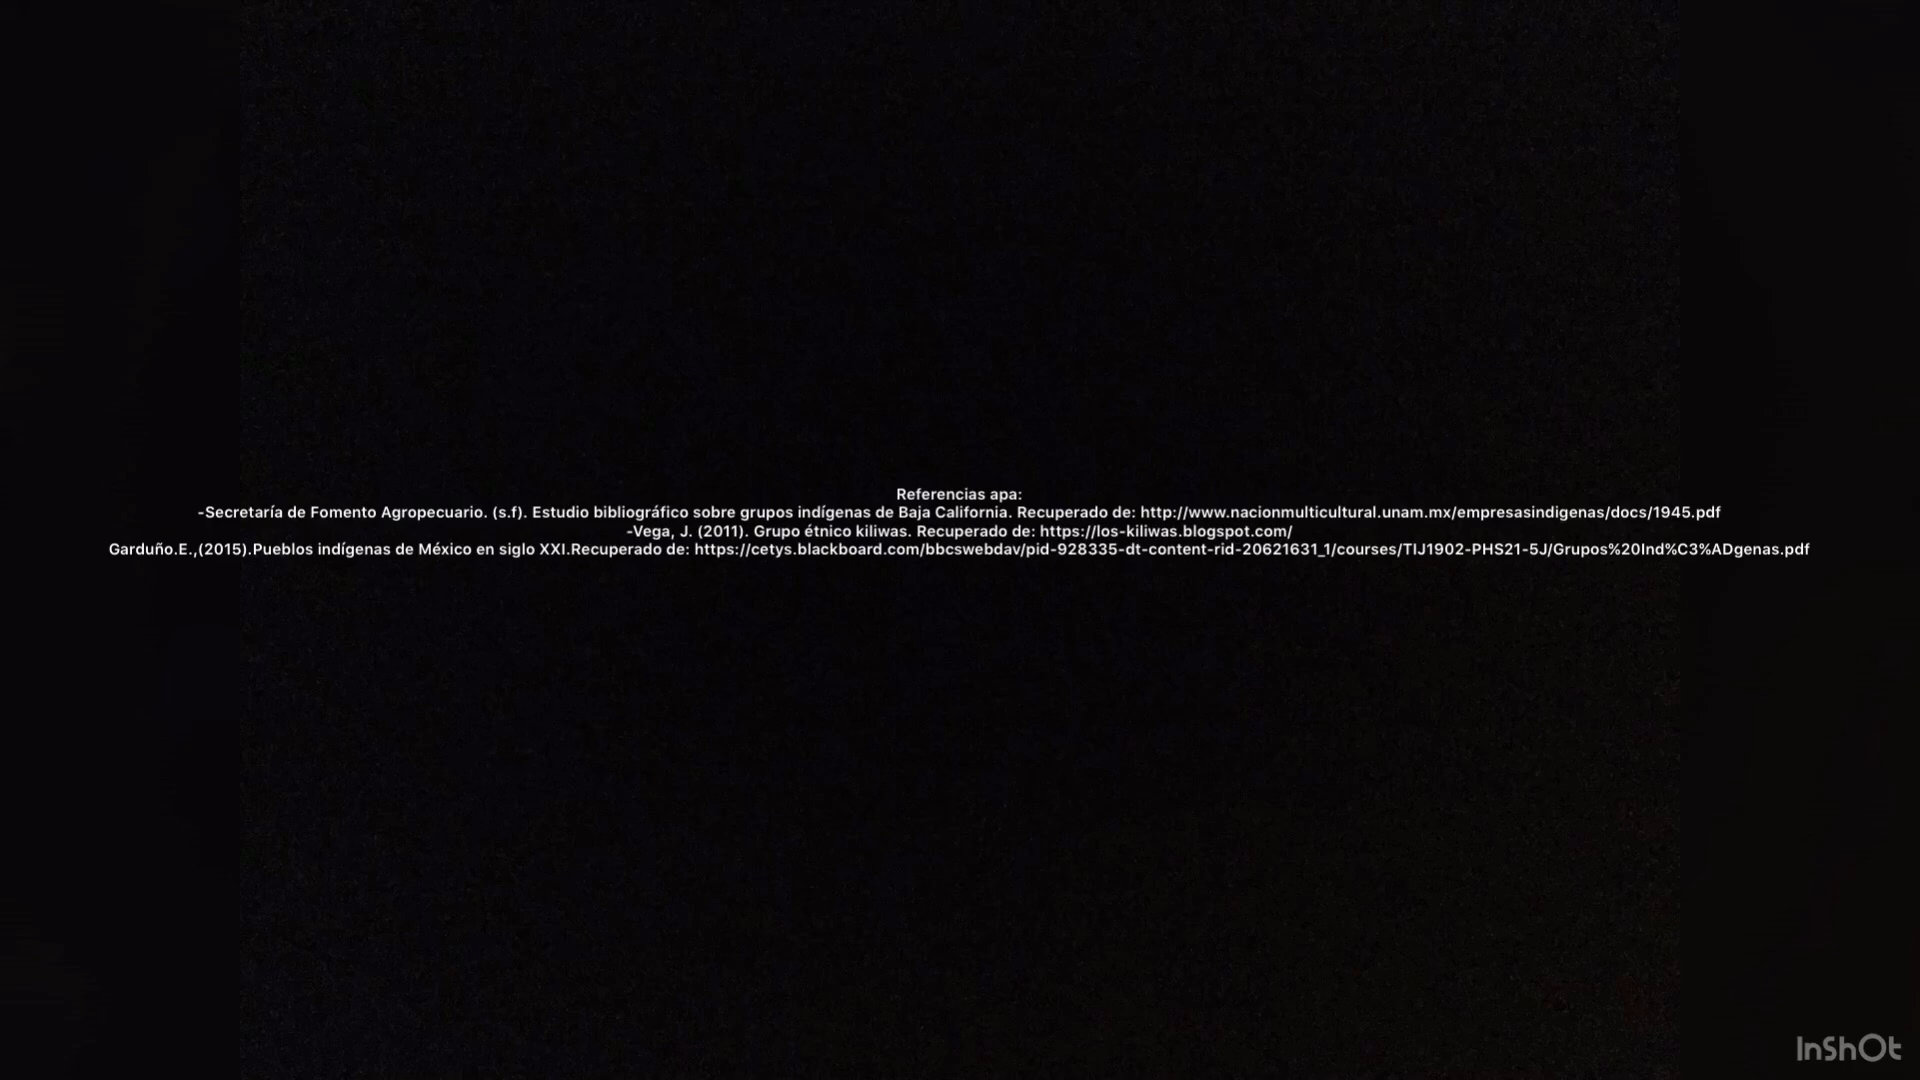 Referencias apa:
-Secretaría de Fomento Agropecuario. (s.f). Estudio bibliográfico sobre grupos indígenas de Baja California. Recuperado de: http://www.nacionmulticultural.unam.mx/empresasindigenas/docs/1945.pdf
-Vega, J. (2011). Grupo étnico kiliwas. Recuperado de: https://los-kiliwas.blogspot.com/
Garduño.E.,(2015).Pueblos indígenas de México en siglo XXI.Recuperado de: https://cetys.blackboard.com/bbcswebdav/pid-928335-dt-content-rid-20621631_1/courses/TIJ1902-PHS21-5J/Grupos%20Ind%C3%ADgenas.pdf
InShOt